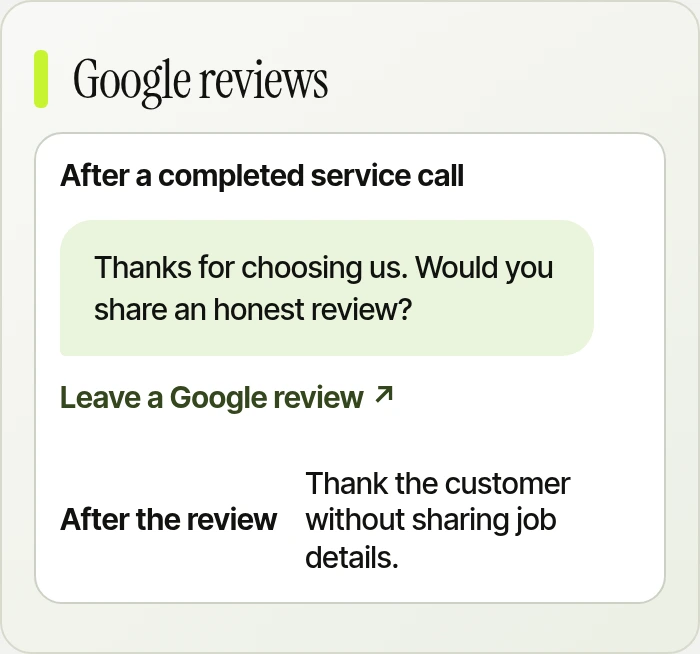 Google reviews
After a completed service call
Thanks for choosing us. Would you
share an honest review?
Leave a Google review ↗
After the review
Thank the customer
without sharing job
details.